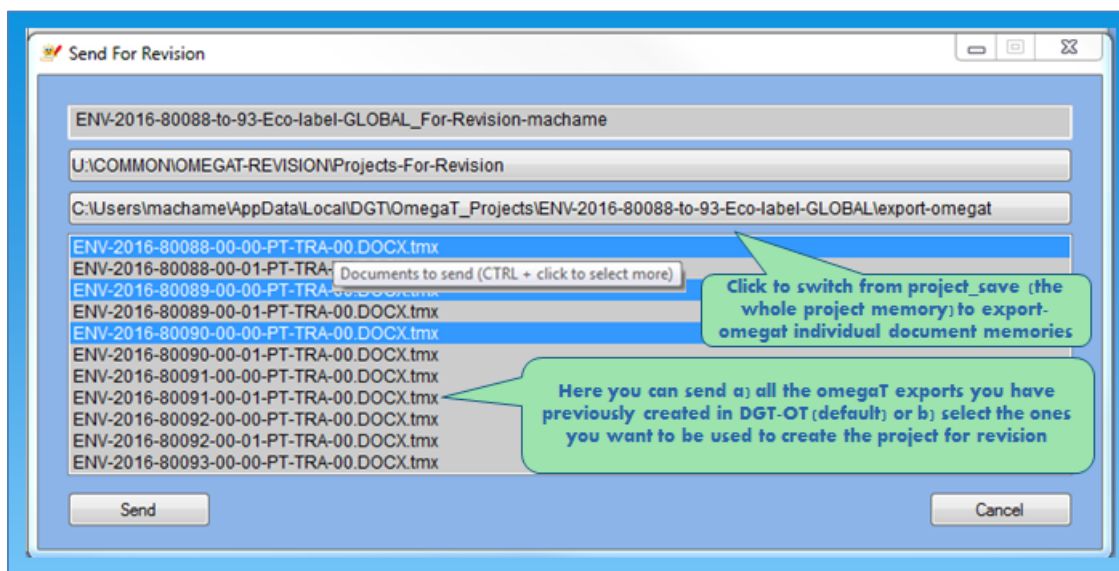 Send For Revision
ENV-2016-80088-to-93-Eco-label-GLOBAL_For-Revision-machame
U:\COMMON\OMEGAT-REVISION\Projects-For-Revision
C:\Users\machame\AppData\Local\DGT\OmegaT_Projects\ENV-2016-80088-to-93-Eco-label-GLOBAL\export-omegat
ENV-2016-80088-00-00-PT-TRA-00.DOCX.tmx
ENV-2016-80088-00-01-PT-TRA-
Documents to send (CTRL + click to select more)
ENV-2016-80089-00-00-PT-TRA-00.DOCX.tmx
ENV-2016-80089-00-01-PT-TRA-00.DOCX.tmx
ENV-2016-80090-00-00-PT-TRA-00.DOCX.tmx
ENV-2016-80090-00-01-PT-TRA-00.DOCX.tmx
ENV-2016-80091-00-00-PT-TRA-00.DOCX.tmx
ENV-2016-80091-00-01-PT-TRA-00.DOCX.tmx
ENV-2016-80092-00-00-PT-TRA-00.DOCX.tmx
ENV-2016-80092-00-01-PT-TRA-00.DOCX.tmx
ENV-2016-80093-00-00-PT-TRA-00.DOCX.tmx
Click to switch from project_save (the
whole project memory) to export-
omegat individual document memories
Here you can send a) all the omegaT exports you have
previously created in DGT-OT (default) or b) select the ones
you want to be used to create the project for revision
Send
Cancel